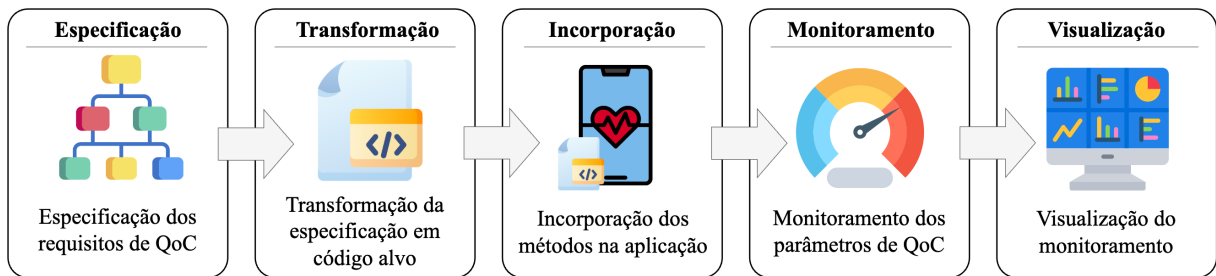 Especificação
Especificação dos
requisitos de QoC
Transformação
</>
Transformação da
especificação em
código alvo
Incorporação
</>
Incorporação dos
métodos na aplicação
Monitoramento
Monitoramento dos
parâmetros de QoC
Visualização
Visualização do
monitoramento